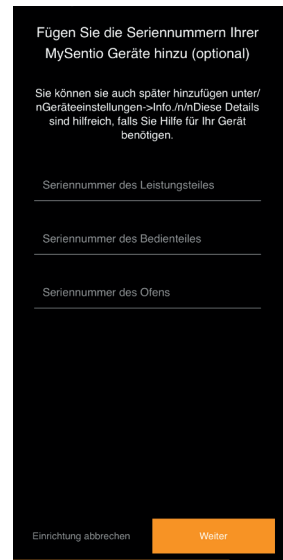 Fügen Sie die Seriennummern Ihrer
MySentio Geräte hinzu (optional)
Sie können sie auch später hinzufügen unter/
nGeräteeinstellungen->Info./n/nDiese Details
sind hilfreich, falls Sie Hilfe für Ihr Gerät
benötigen.
Seriennummer des Leistungsteiles
Seriennummer des Bedienteiles
Seriennummer des Ofens
Einrichtung abbrechen
Weiter